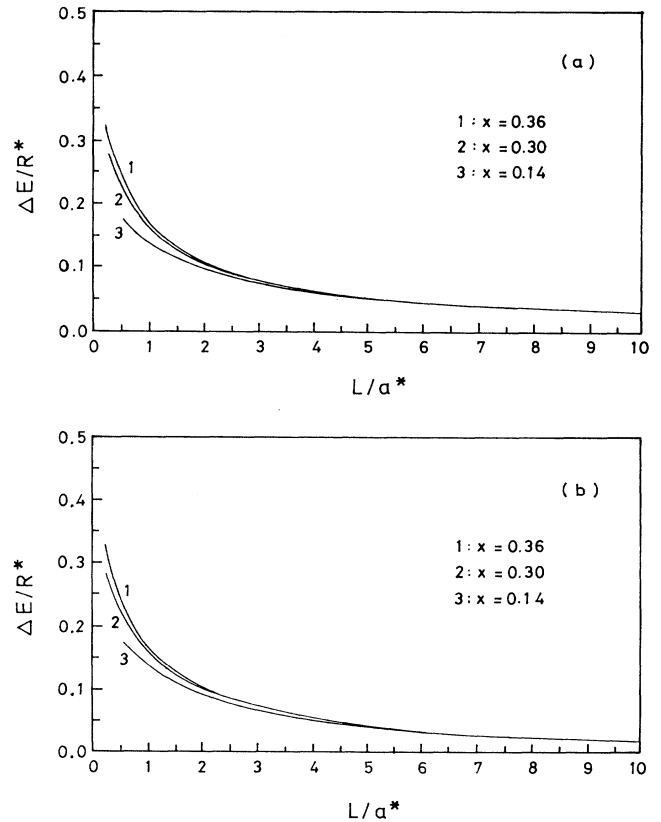 0.5
(a)
0.4
1 : x = 0.36
ΔE/R*
0.3
2 : x = 0.30
1
3 : x = 0.14
0.2
2
3
0.1
0.0
0 1 2 3 4 5 6 7 8 9 10
L/a*
0.5
(b)
0.4
1 : x = 0.36
ΔE/R*
0.3
2 : x = 0.30
1
3 : x = 0.14
0.2
2
3
0.1
0.0
0 1 2 3 4 5 6 7 8 9 10
L/a*